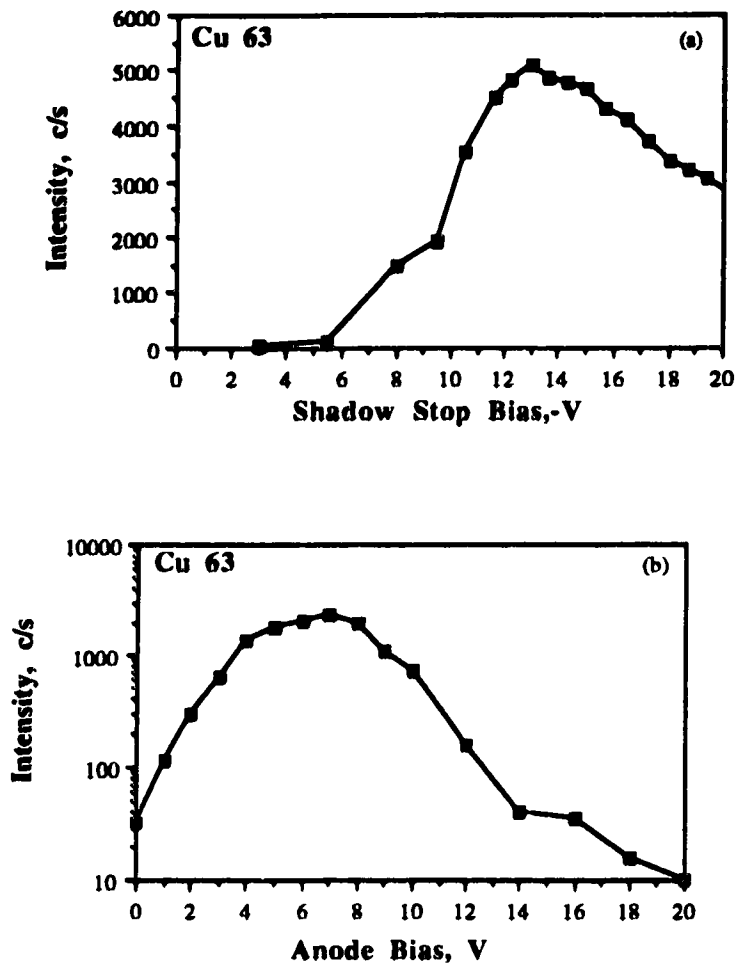 6000
Cu 63
(a)
5000
4000
3000
2000
1000
0
Intensity, c/s
0 2 4 6 8 10 12 14 16 18 20
Shadow Stop Bias,-V
10000
Cu 63
(b)
1000
100
10
Intensity, c/s
0 2 4 6 8 10 12 14 16 18 20
Anode Bias, V